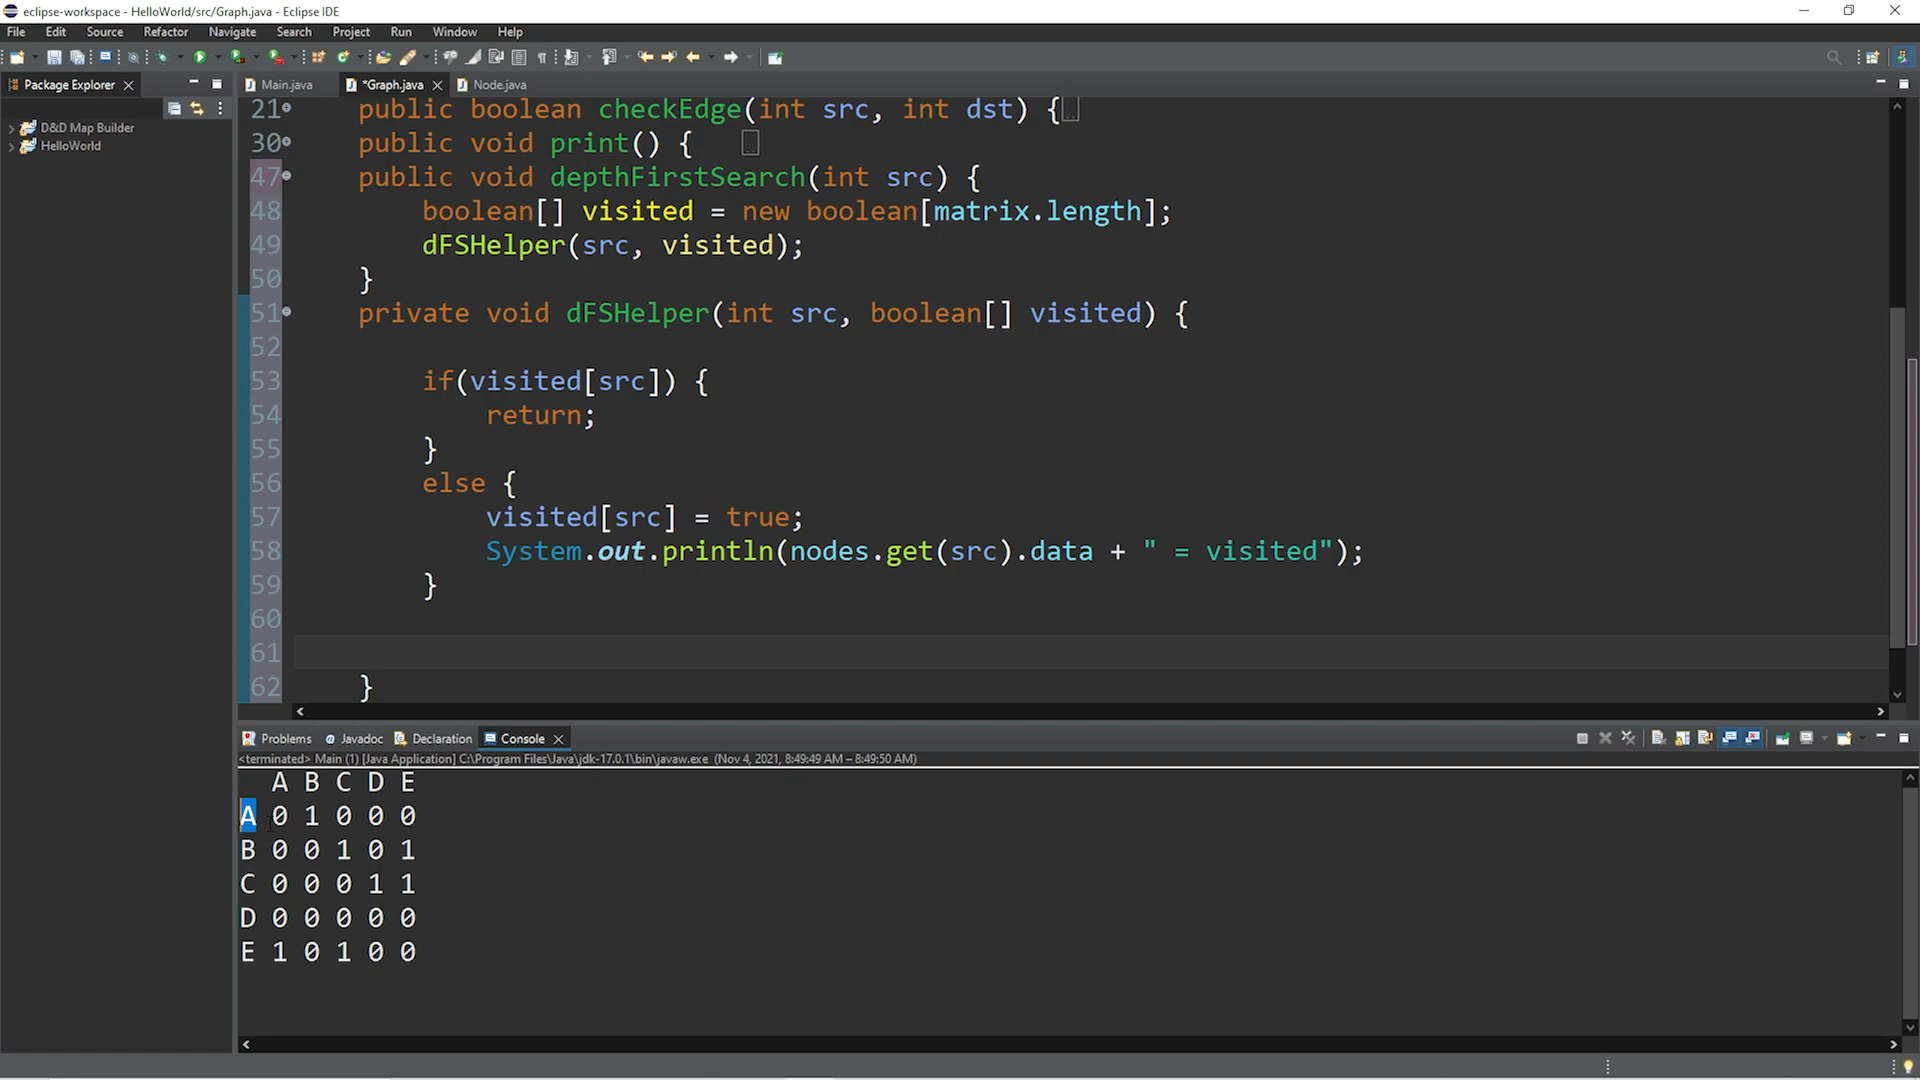 eclipse-workspace - HelloWorld/src/Graph.java - Eclipse IDE
File Edit Source Refactor Navigate Search Project Run Window Help
Package Explorer
Main.java *Graph.java Node.java
D&D Map Builder
HelloWorld
21 public boolean checkEdge(int src, int dst) {
30 public void print() {
47 public void depthFirstSearch(int src) {
48 boolean[] visited = new boolean[matrix.length];
49 dFSHelper(src, visited);
50 }
51 private void dFSHelper(int src, boolean[] visited) {
52
53 if(visited[src]) {
54 return;
55 }
56 else {
57 visited[src] = true;
58 System.out.println(nodes.get(src).data + " = visited");
59 }
60
61
62 }
Problems @ Javadoc Declaration Console
<terminated> Main (1) [Java Application] C:\Program Files\Java\jdk-17.0.1\bin\javaw.exe (Nov 4, 2021, 8:49:49 AM – 8:49:50 AM)
A B C D E
A 0 1 0 0 0
B 0 0 1 0 1
C 0 0 0 1 1
D 0 0 0 0 0
E 1 0 1 0 0